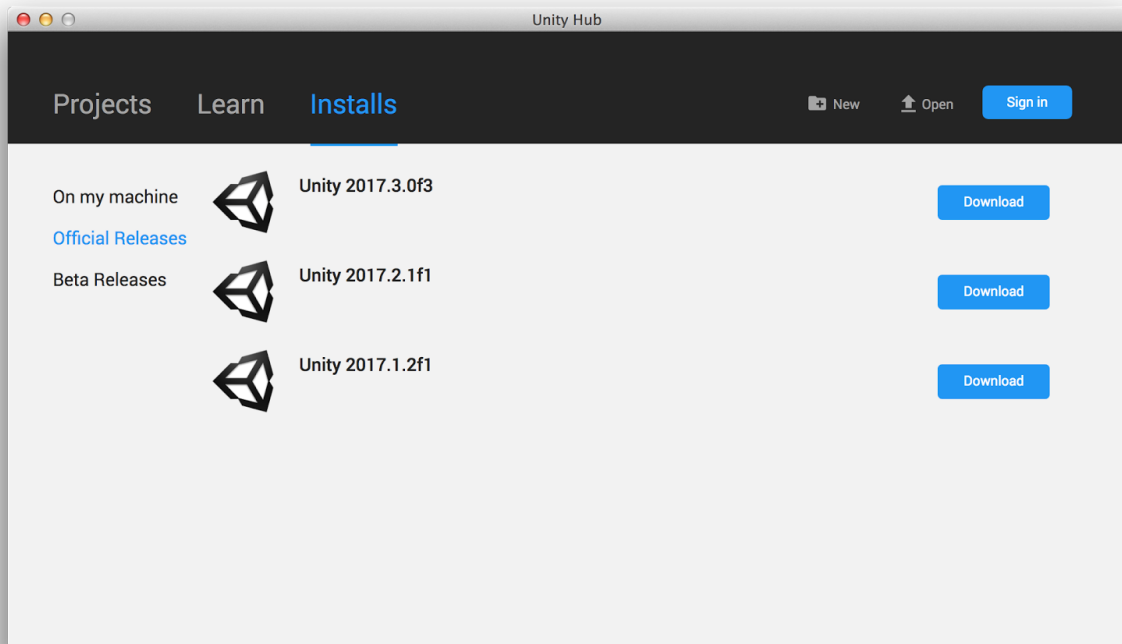 Unity Hub
Projects Learn Installs New Open Sign in
On my machine
Official Releases
Beta Releases
Unity 2017.3.0f3 Download
Unity 2017.2.1f1 Download
Unity 2017.1.2f1 Download